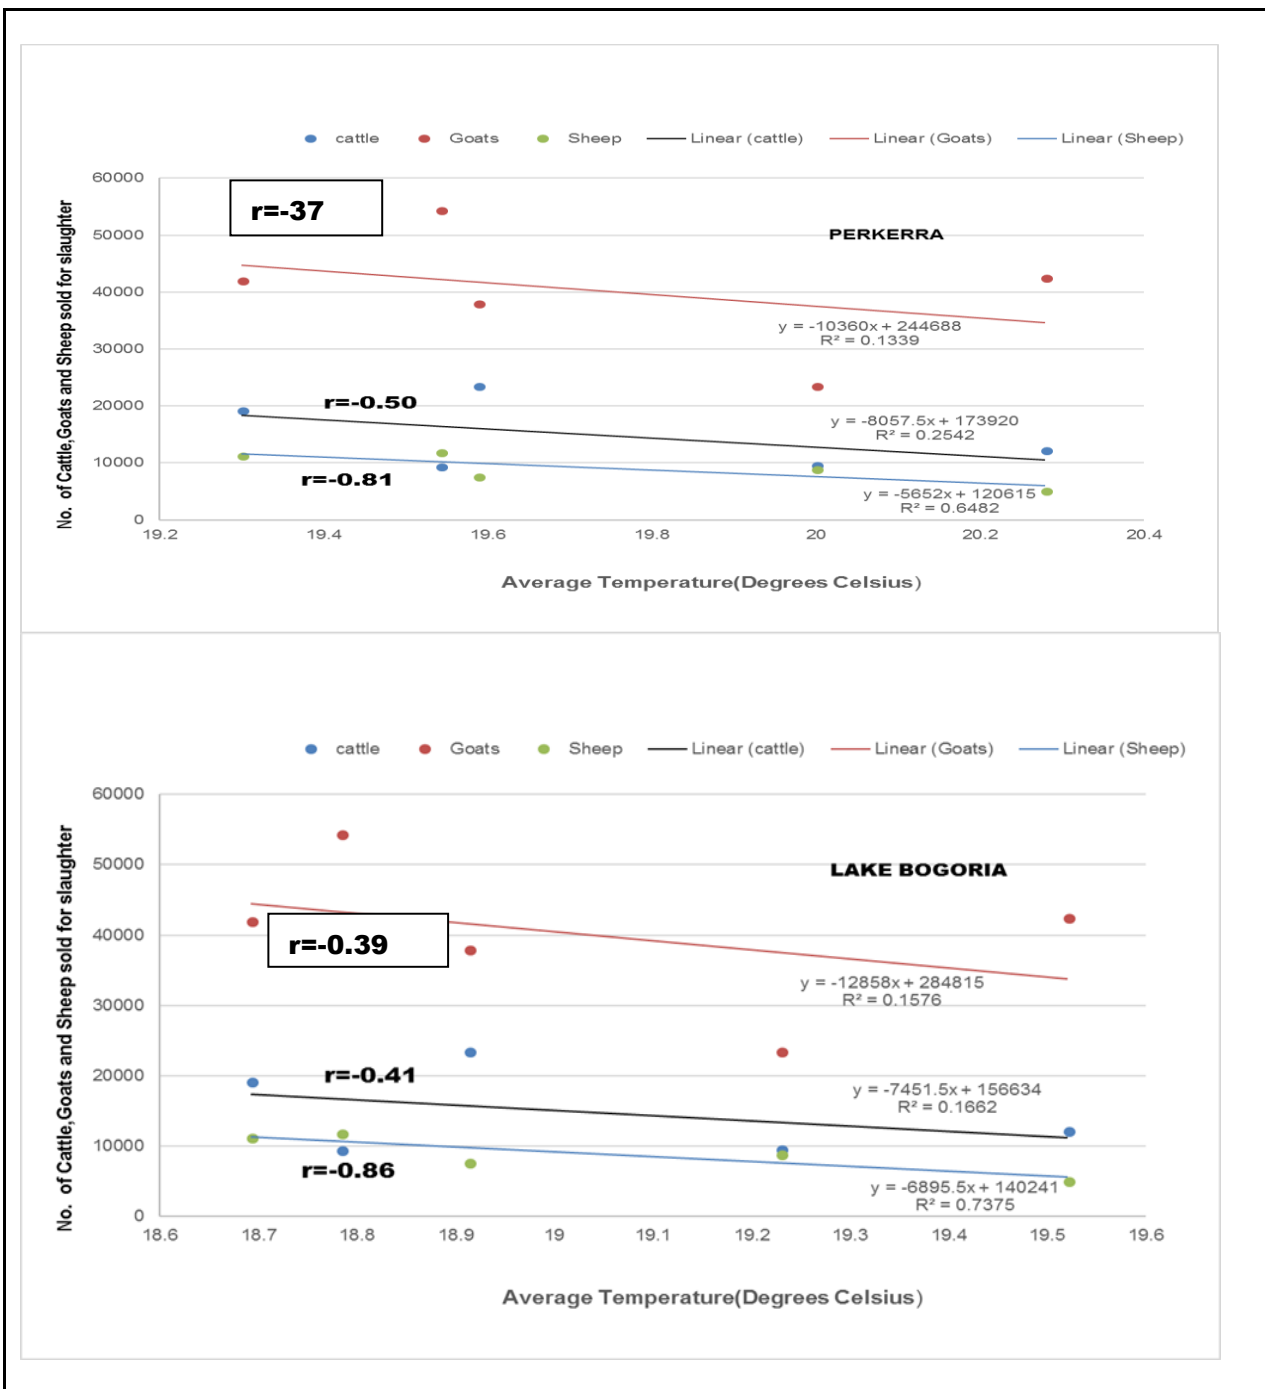 cattle Goats Sheep Linear (cattle) Linear (Goats) Linear (Sheep)
No. of Cattle,Goats and Sheep sold for slaughter
60000
50000
40000
30000
20000
10000
0
r=-37
PERKERRA
y = -10360x + 244688
R² = 0.1339
r=-0.50
y = -8057.5x + 173920
R² = 0.2542
r=-0.81
y = -5652x + 120615
R² = 0.6482
19.2 19.4 19.6 19.8 20 20.2 20.4
Average Temperature(Degrees Celsius)
cattle Goats Sheep Linear (cattle) Linear (Goats) Linear (Sheep)
No. of Cattle,Goats and Sheep sold for slaughter
60000
50000
40000
30000
20000
10000
0
LAKE BOGORIA
r=-0.39
y = -12858x + 284815
R² = 0.1576
r=-0.41
y = -7451.5x + 156634
R² = 0.1662
r=-0.86
y = -6895.5x + 140241
R² = 0.7375
18.6 18.7 18.8 18.9 19 19.1 19.2 19.3 19.4 19.5 19.6
Average Temperature(Degrees Celsius)